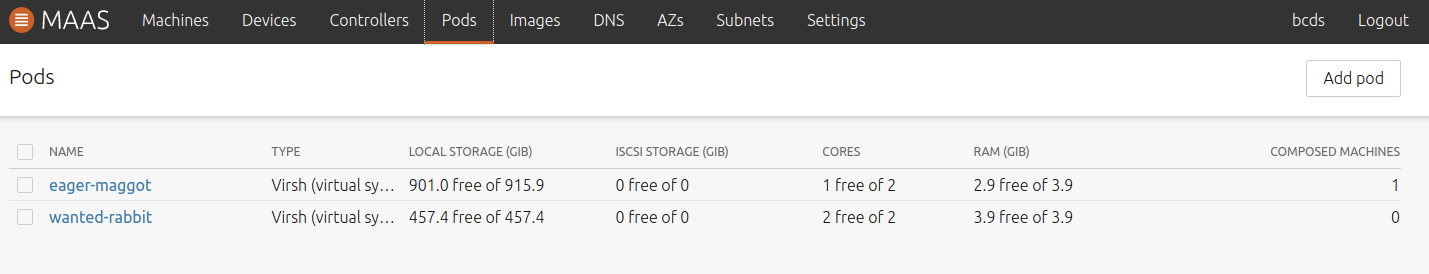 MAAS Machines Devices Controllers Pods Images DNS AZs Subnets Settings bcds Logout
Pods Add pod
NAME TYPE LOCAL STORAGE (GIB) ISCSI STORAGE (GIB) CORES RAM (GIB) COMPOSED MACHINES
eager-maggot Virsh (virtual sy... 901.0 free of 915.9 0 free of 0 1 free of 2 2.9 free of 3.9 1
wanted-rabbit Virsh (virtual sy... 457.4 free of 457.4 0 free of 0 2 free of 2 3.9 free of 3.9 0